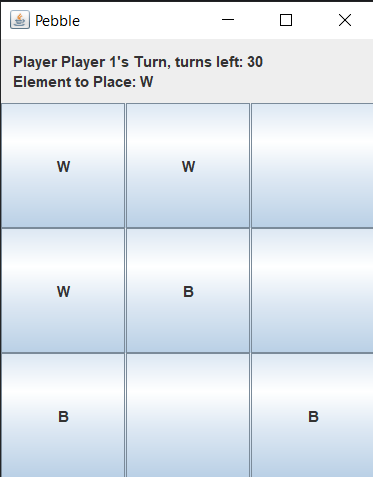 Pebble
Player Player 1's Turn, turns left: 30
Element to Place: W
W W
W B
B B